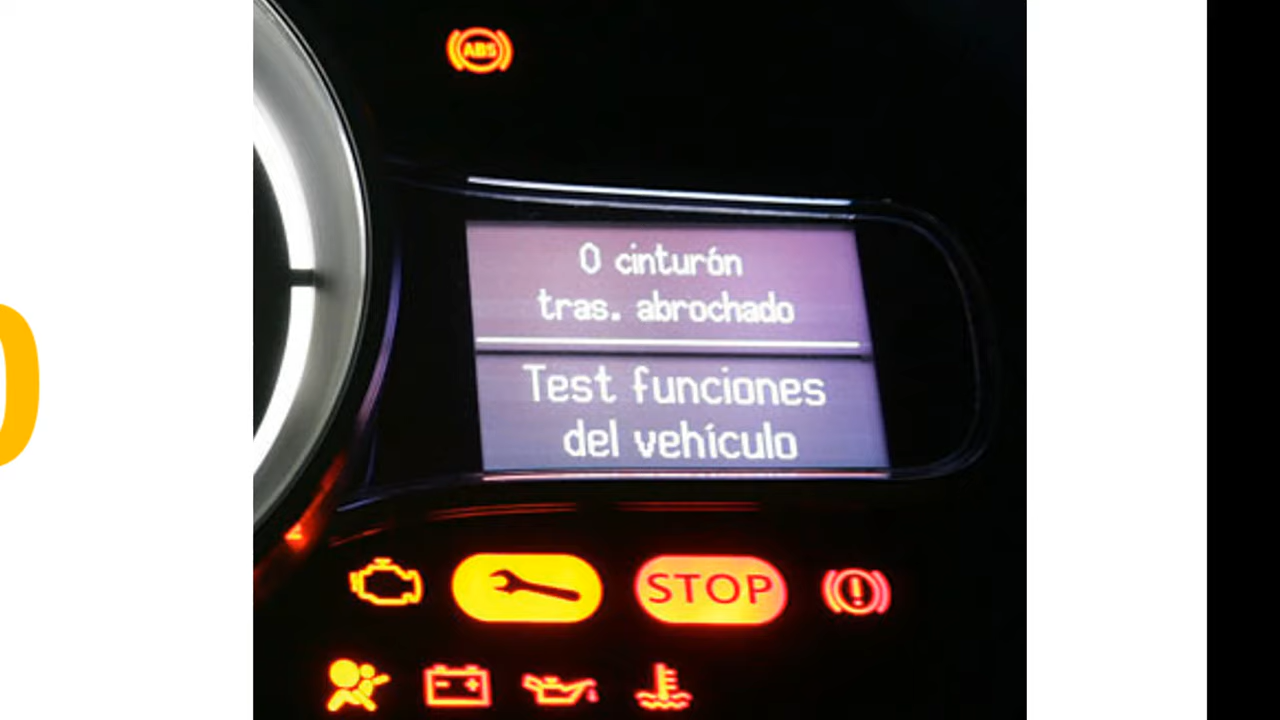 ABS
0 cinturón
tras. abrochado
Test funciones
del vehículo
STOP